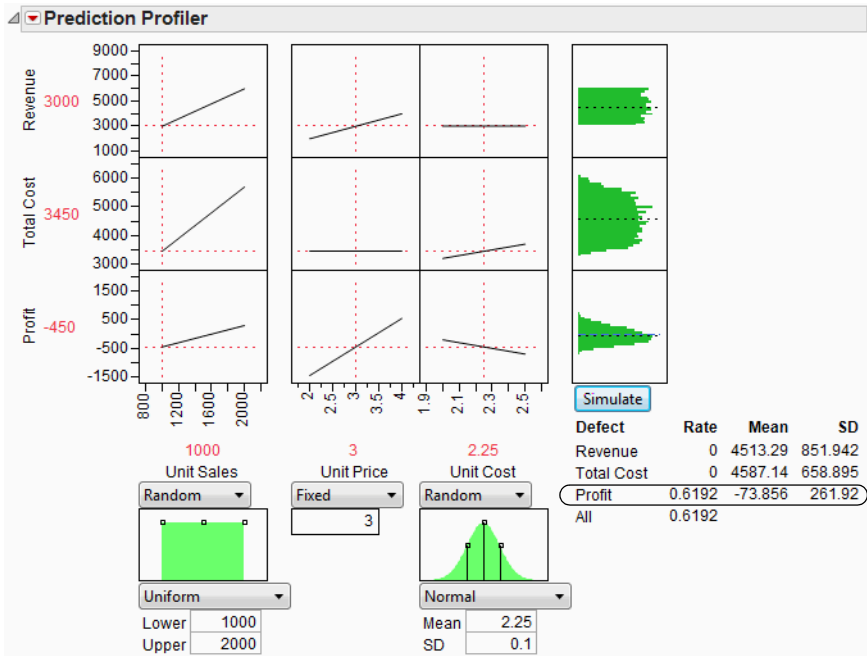 Prediction Profiler
Revenue
3000
9000
7000
5000
3000
1000
Total Cost
3450
6000
5000
4000
3000
Profit
-450
1500
500
-500
-1500
800
1200
1600
2000
2
2.5
3
3.5
4
1.9
2.1
2.3
2.5
1000
3
2.25
Unit Sales
Unit Price
Unit Cost
Random
Fixed
Random
3
Uniform
Normal
Lower 1000
Upper 2000
Mean 2.25
SD 0.1
Simulate
Defect Rate Mean SD
Revenue 0 4513.29 851.942
Total Cost 0 4587.14 658.895
Profit 0.6192 -73.856 261.92
All 0.6192